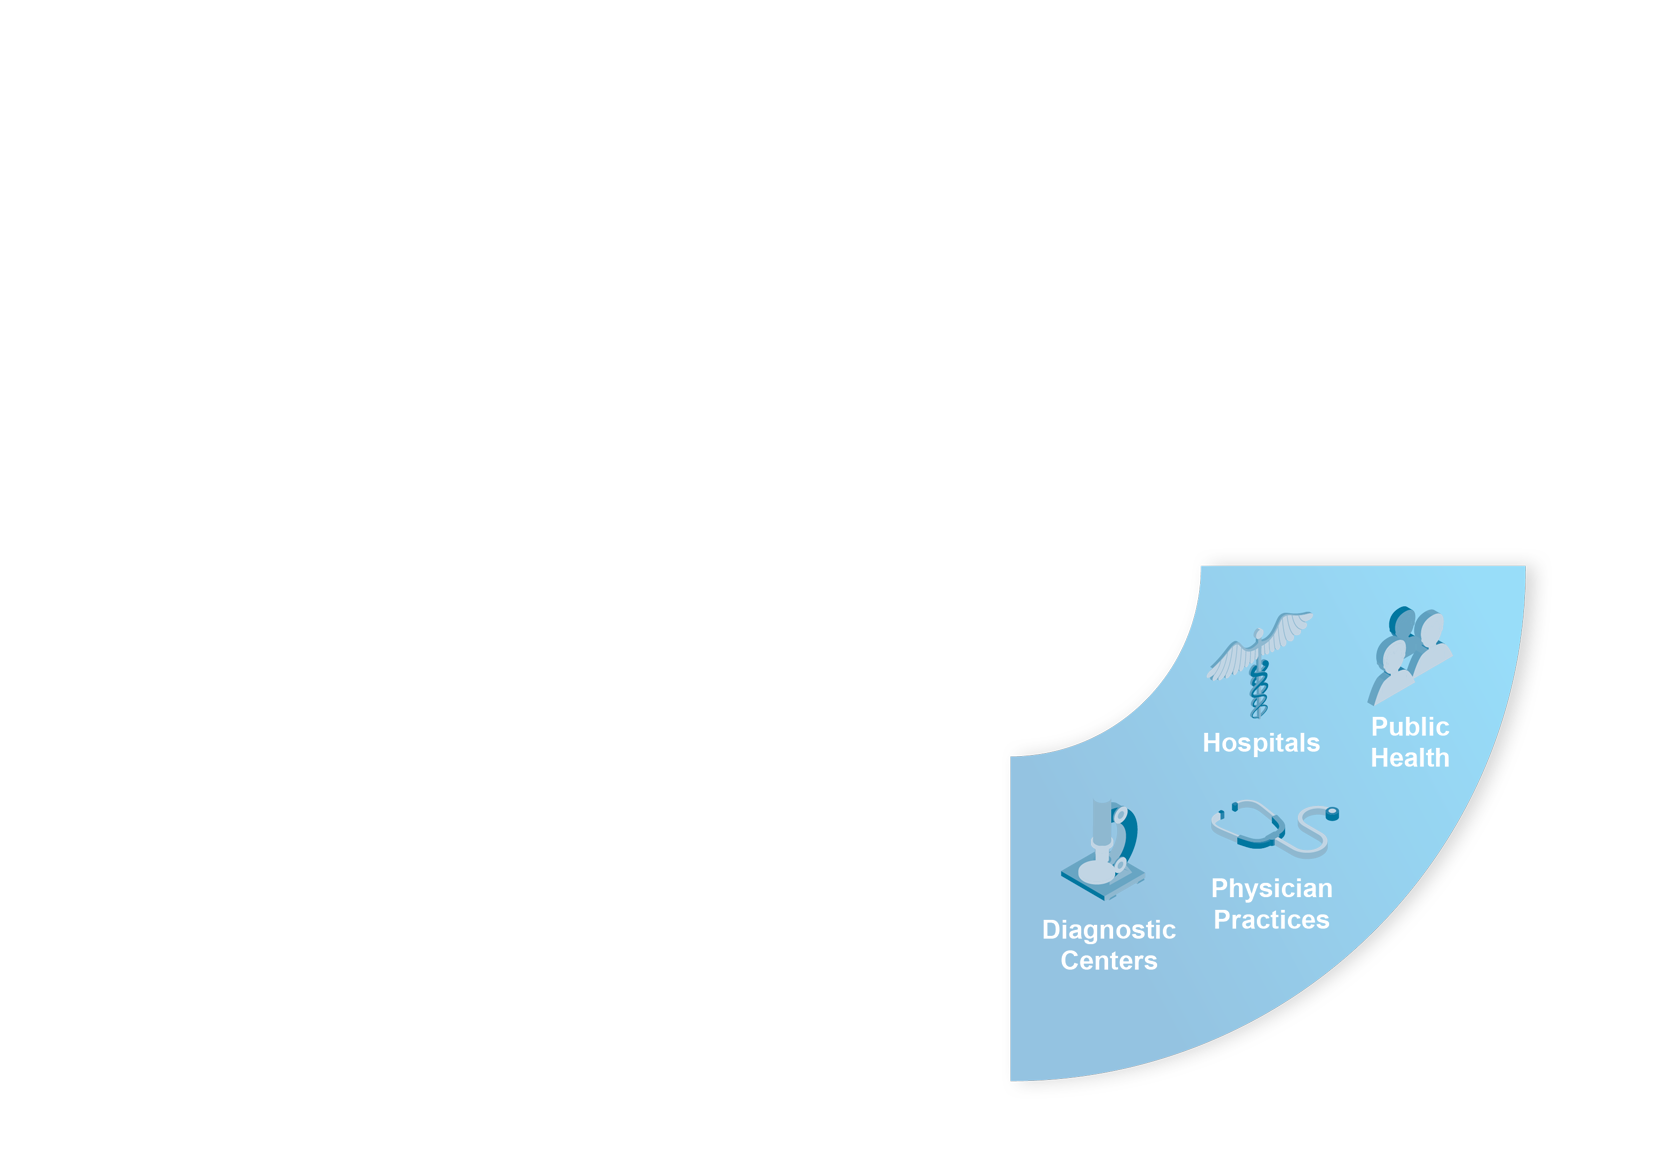 Hospitals
Public
Health
Diagnostic
Centers
Physician
Practices